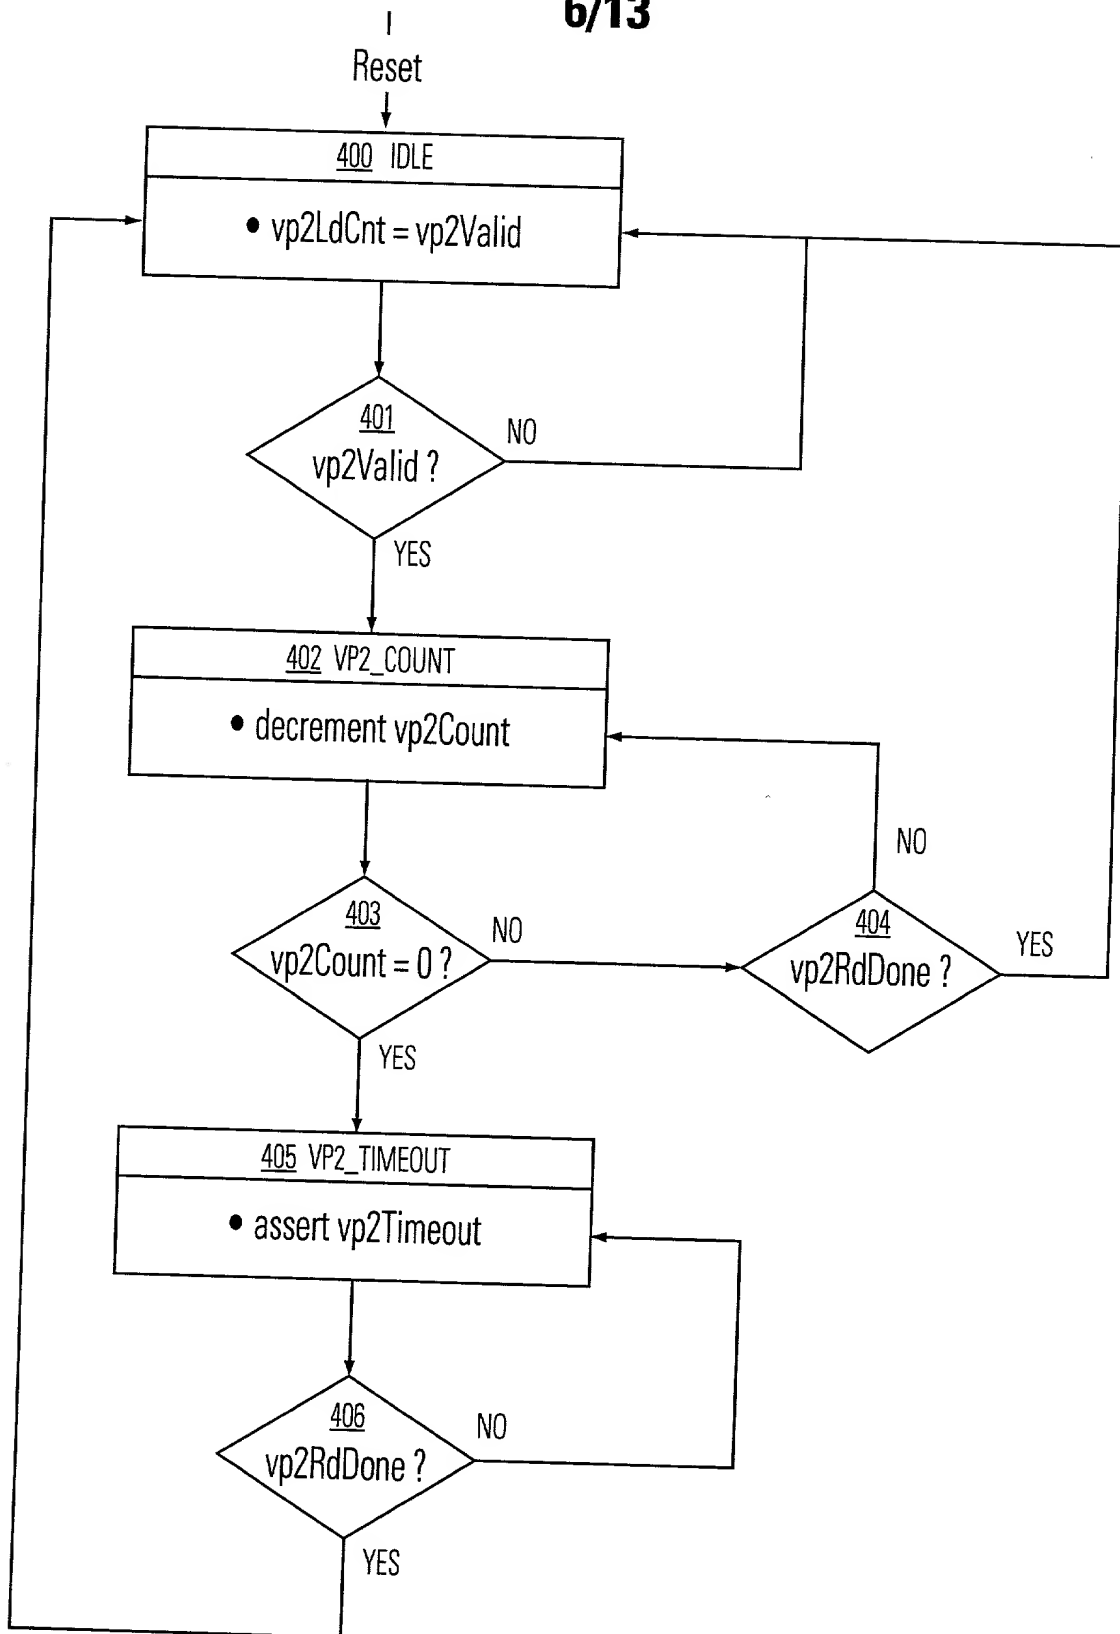 6/13
Reset
400 IDLE
• vp2LdCnt = vp2Valid
401
vp2Valid ?
NO
YES
402 VP2_COUNT
• decrement vp2Count
NO
403
vp2Count = 0 ?
NO
404
vp2RdDone ?
YES
YES
405 VP2_TIMEOUT
• assert vp2Timeout
406
vp2RdDone ?
NO
YES